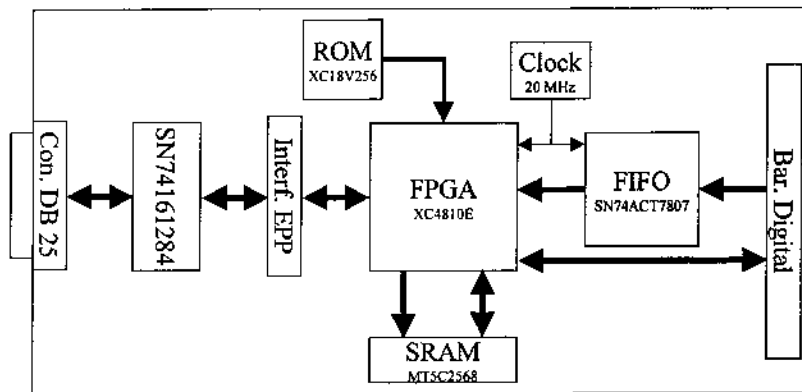 ROM
XC18V256
Clock
20 MHz
Con. DB 25
SN74161284
Interf. EPP
FPGA
XC4810E
FIFO
SN74ACT7807
Bar. Digital
SRAM
MT5C2568